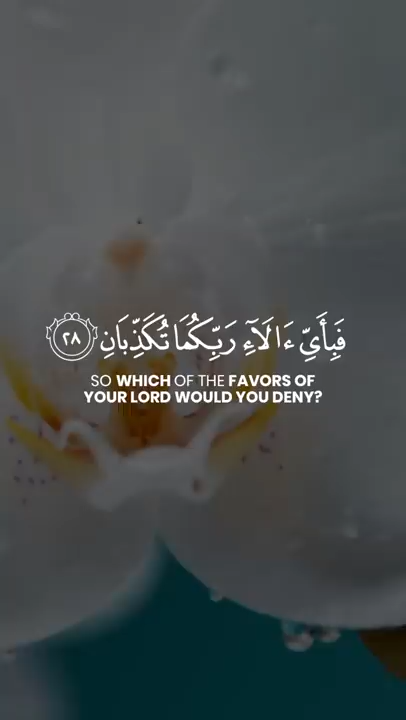 فَبِأَيِّ ءَالَآءِ رَبِّكُمَا تُكَذِّبَانِ ٢٨
SO WHICH OF THE FAVORS OF
YOUR LORD WOULD YOU DENY?